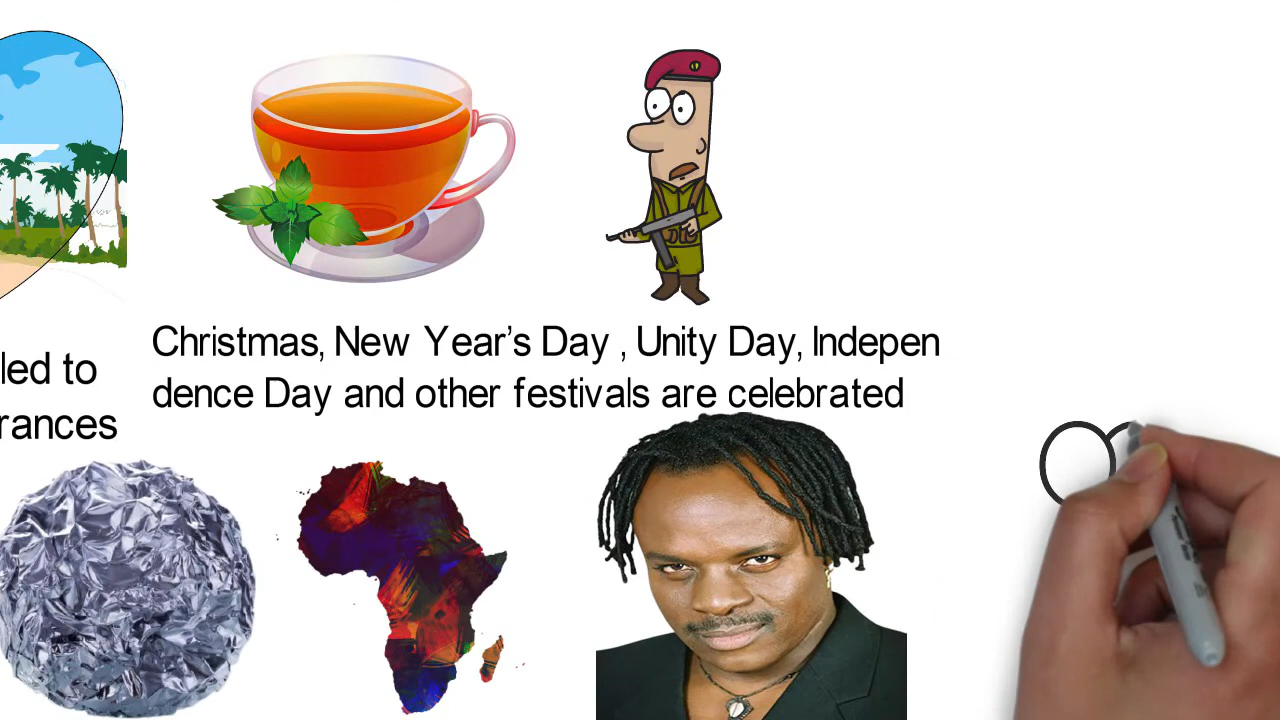 Christmas, New Year’s Day , Unity Day, Indepen
dence Day and other festivals are celebrated
led to
rances